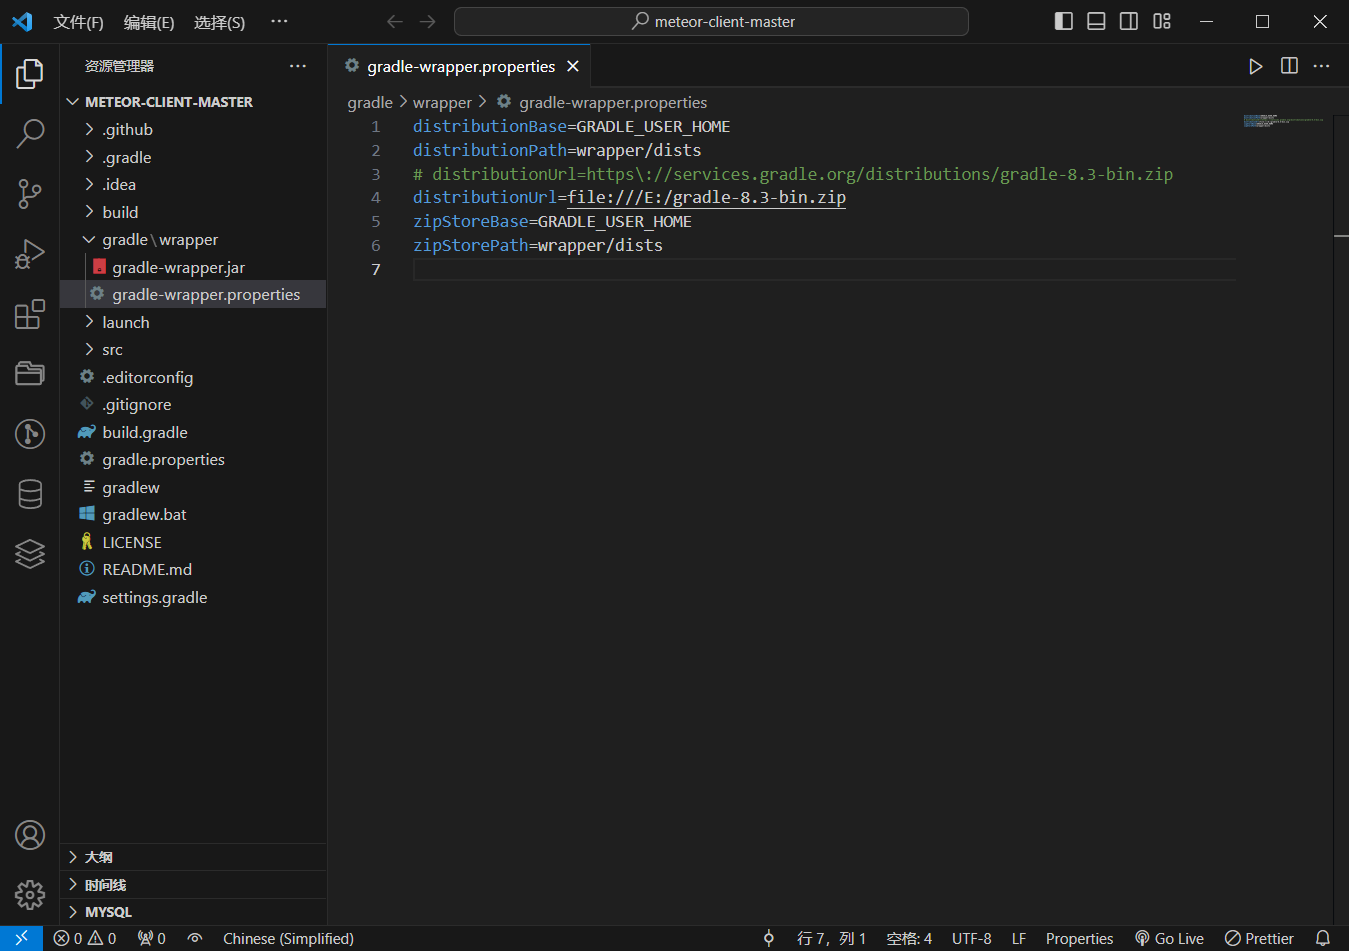 文件(F) 编辑(E) 选择(S) ··· meteor-client-master
资源管理器 ···
METEOR-CLIENT-MASTER
.github
.gradle
.idea
build
gradle\wrapper
gradle-wrapper.jar
gradle-wrapper.properties
launch
src
.editorconfig
.gitignore
build.gradle
gradle.properties
gradlew
gradlew.bat
LICENSE
README.md
settings.gradle
大纲
时间线
MYSQL
gradle-wrapper.properties
gradle > wrapper > gradle-wrapper.properties
1 distributionBase=GRADLE_USER_HOME
2 distributionPath=wrapper/dists
3 # distributionUrl=https\://services.gradle.org/distributions/gradle-8.3-bin.zip
4 distributionUrl=file:///E:/gradle-8.3-bin.zip
5 zipStoreBase=GRADLE_USER_HOME
6 zipStorePath=wrapper/dists
7
0 0 0 Chinese (Simplified) 行 7，列 1 空格: 4 UTF-8 LF Properties Go Live Prettier